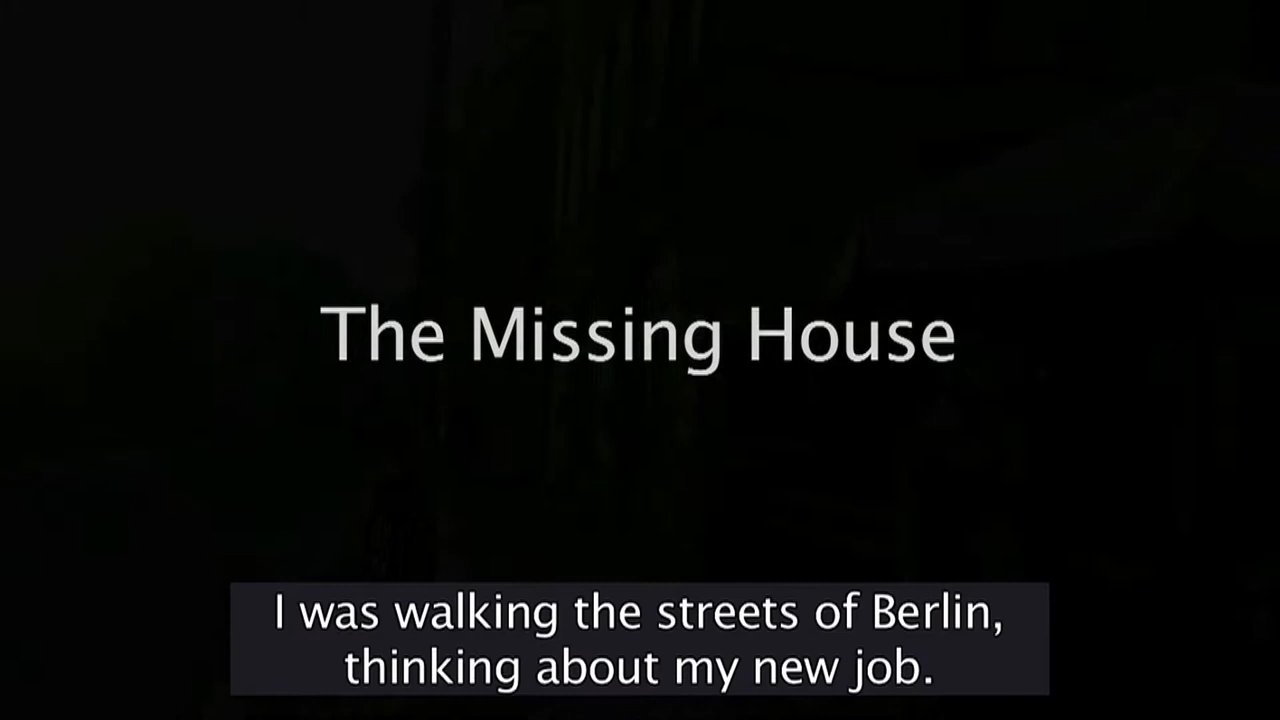 The Missing House
I was walking the streets of Berlin,
thinking about my new job.